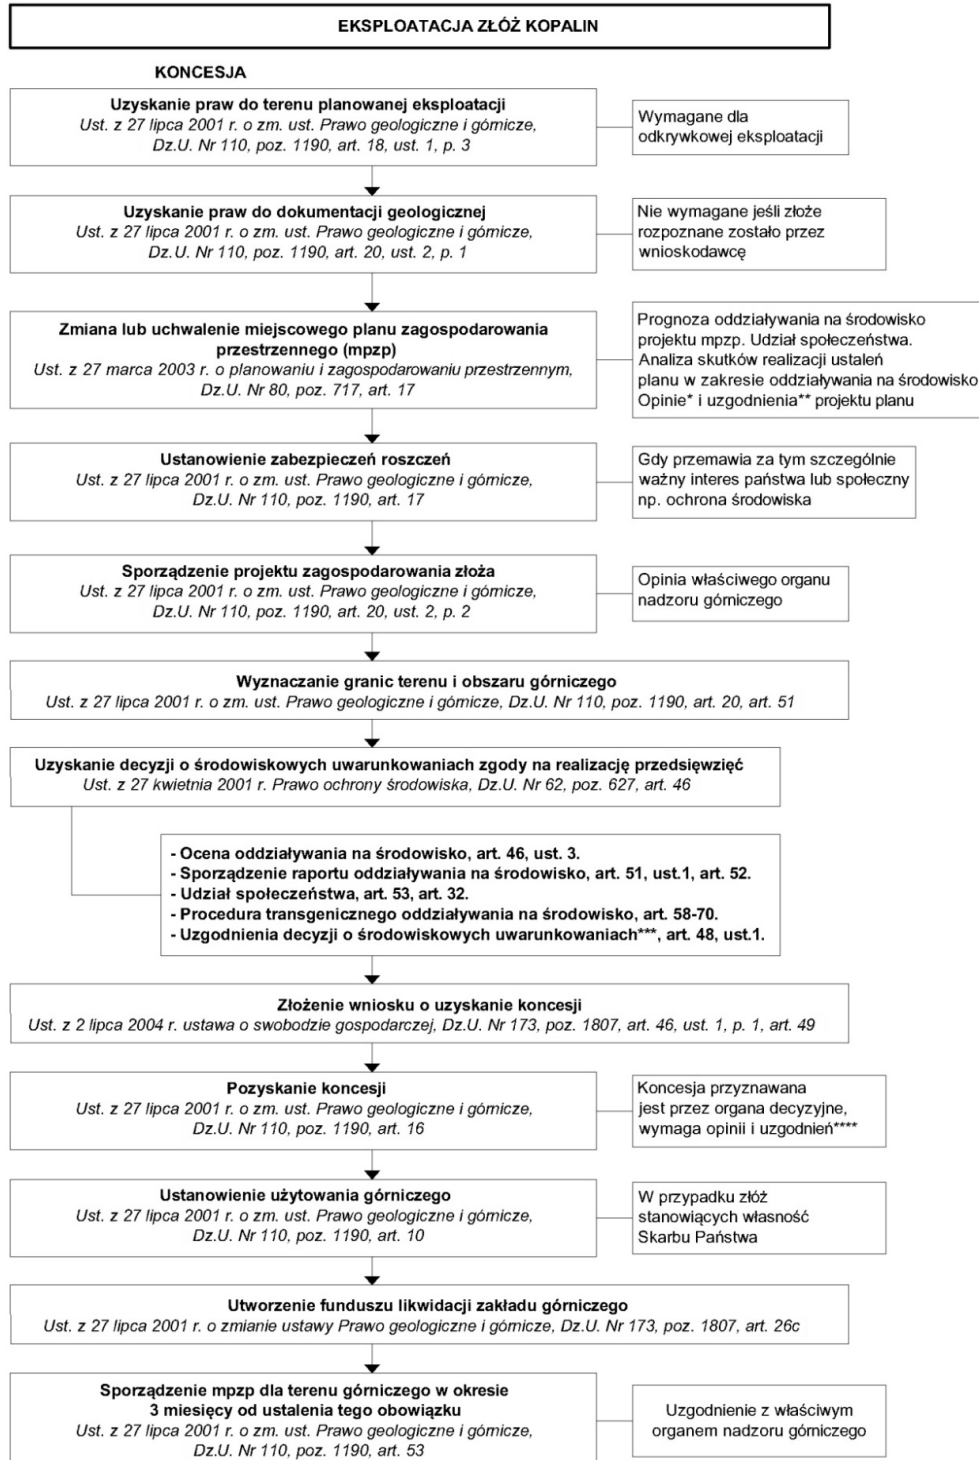 EKSPLOATACJA ZŁÓŻ KOPALIN
KONCESJA
Uzyskanie praw do terenu planowanej eksploatacji
Ust. z 27 lipca 2001 r. o zm. ust. Prawo geologiczne i górnicze,
Dz.U. Nr 110, poz. 1190, art. 18, ust. 1, p. 3
Wymagane dla
odkrywkowej eksploatacji
Uzyskanie praw do dokumentacji geologicznej
Ust. z 27 lipca 2001 r. o zm. ust. Prawo geologiczne i górnicze,
Dz.U. Nr 110, poz. 1190, art. 20, ust. 2, p. 1
Nie wymagane jeśli złoże
rozpoznane zostało przez
wnioskodawcę
Zmiana lub uchwalenie miejscowego planu zagospodarowania
przestrzennego (mpzp)
Ust. z 27 marca 2003 r. o planowaniu i zagospodarowaniu przestrzennym,
Dz.U. Nr 80, poz. 717, art. 17
Prognoza oddziaływania na środowisko
projektu mpzp. Udział społeczeństwa.
Analiza skutków realizacji ustaleń
planu w zakresie oddziaływania na środowisko
Opinie* i uzgodnienia** projektu planu
Ustanowienie zabezpieczeń roszczeń
Ust. z 27 lipca 2001 r. o zm. ust. Prawo geologiczne i górnicze,
Dz.U. Nr 110, poz. 1190, art. 17
Gdy przemawia za tym szczególnie
ważny interes państwa lub społeczny
np. ochrona środowiska
Sporządzenie projektu zagospodarowania złoża
Ust. z 27 lipca 2001 r. o zm. ust. Prawo geologiczne i górnicze,
Dz.U. Nr 110, poz. 1190, art. 20, ust. 2, p. 2
Opinia właściwego organu
nadzoru górniczego
Wyznaczanie granic terenu i obszaru górniczego
Ust. z 27 lipca 2001 r. o zm. ust. Prawo geologiczne i górnicze, Dz.U. Nr 110, poz. 1190, art. 20, art. 51
Uzyskanie decyzji o środowiskowych uwarunkowaniach zgody na realizację przedsięwzięć
Ust. z 27 kwietnia 2001 r. Prawo ochrony środowiska, Dz.U. Nr 62, poz. 627, art. 46
- Ocena oddziaływania na środowisko, art. 46, ust. 3.
- Sporządzenie raportu oddziaływania na środowisko, art. 51, ust.1, art. 52.
- Udział społeczeństwa, art. 53, art. 32.
- Procedura transgenicznego oddziaływania na środowisko, art. 58-70.
- Uzgodnienia decyzji o środowiskowych uwarunkowaniach***, art. 48, ust.1.
Złożenie wniosku o uzyskanie koncesji
Ust. z 2 lipca 2004 r. ustawa o swobodzie gospodarczej, Dz.U. Nr 173, poz. 1807, art. 46, ust. 1, p. 1, art. 49
Pozyskanie koncesji
Ust. z 27 lipca 2001 r. o zm. ust. Prawo geologiczne i górnicze,
Dz.U. Nr 110, poz. 1190, art. 16
Koncesja przyznawana
jest przez organa decyzyjne,
wymaga opinii i uzgodnień****
Ustanowienie użytowania górniczego
Ust. z 27 lipca 2001 r. o zm. ust. Prawo geologiczne i górnicze,
Dz.U. Nr 110, poz. 1190, art. 10
W przypadku złóż
stanowiących własność
Skarbu Państwa
Utworzenie funduszu likwidacji zakładu górniczego
Ust. z 27 lipca 2001 r. o zmianie ustawy Prawo geologiczne i górnicze, Dz.U. Nr 173, poz. 1807, art. 26c
Sporządzenie mpzp dla terenu górniczego w okresie
3 miesięcy od ustalenia tego obowiązku
Ust. z 27 lipca 2001 r. o zm. ust. Prawo geologiczne i górnicze,
Dz.U. Nr 110, poz. 1190, art. 53
Uzgodnienie z właściwym
organem nadzoru górniczego